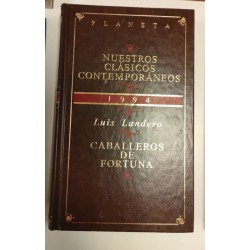 PLANETA
NUESTROS
CLÁSICOS
CONTEMPORÁNEOS
1994
Luis Landero
CABALLEROS
DE
FORTUNA